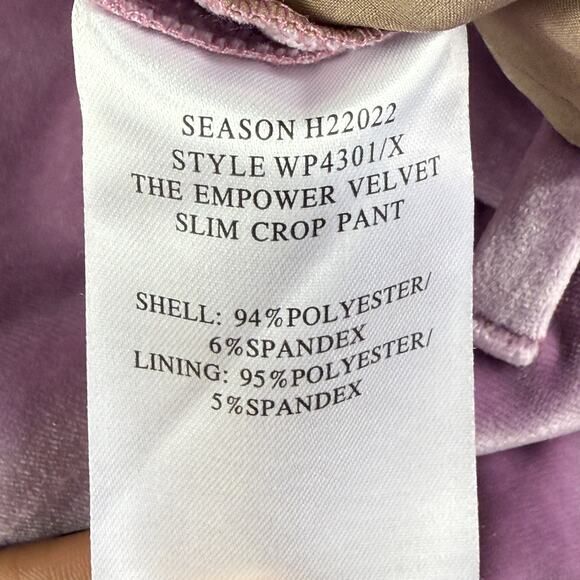 SEASON H22022
STYLE WP4301/X
THE EMPOWER VELVET
SLIM CROP PANT
SHELL: 94%POLYESTER/
6%SPANDEX
LINING: 95%POLYESTER/
5%SPANDEX